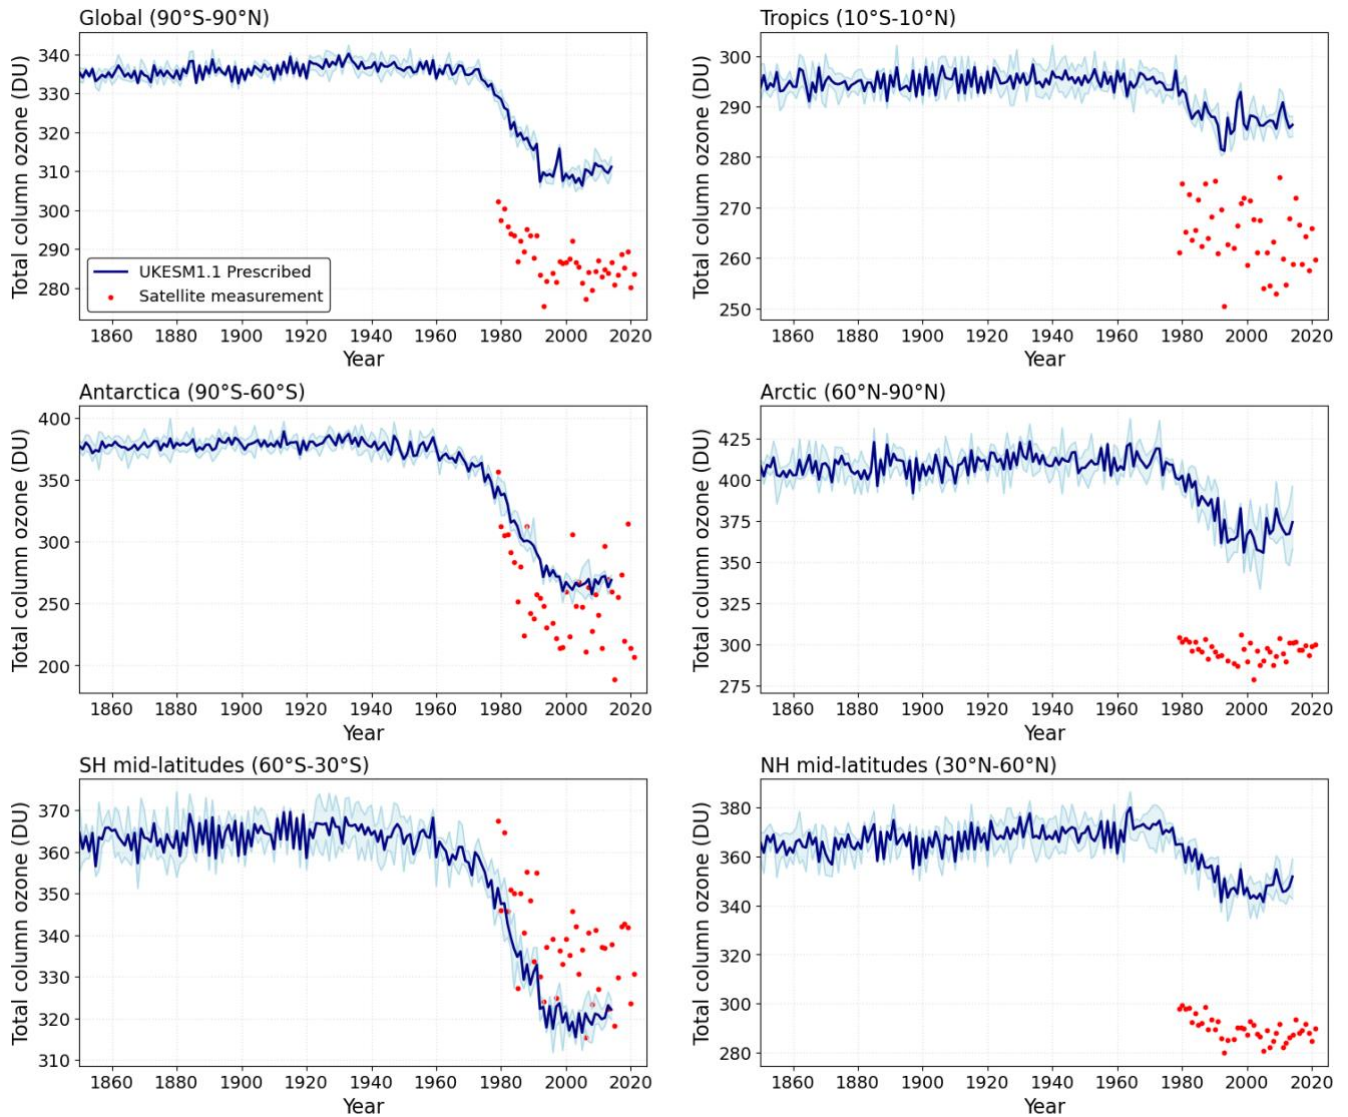 Global (90°S-90°N)
Total column ozone (DU)
340
330
320
310
300
290
280
UKESM1.1 Prescribed
Satellite measurement
1860 1880 1900 1920 1940 1960 1980 2000 2020
Year
Tropics (10°S-10°N)
Total column ozone (DU)
300
290
280
270
260
250
1860 1880 1900 1920 1940 1960 1980 2000 2020
Year
Antarctica (90°S-60°S)
Total column ozone (DU)
400
350
300
250
200
1860 1880 1900 1920 1940 1960 1980 2000 2020
Year
Arctic (60°N-90°N)
Total column ozone (DU)
425
400
375
350
325
300
275
1860 1880 1900 1920 1940 1960 1980 2000 2020
Year
SH mid-latitudes (60°S-30°S)
Total column ozone (DU)
370
360
350
340
330
320
310
1860 1880 1900 1920 1940 1960 1980 2000 2020
Year
NH mid-latitudes (30°N-60°N)
Total column ozone (DU)
380
360
340
320
300
280
1860 1880 1900 1920 1940 1960 1980 2000 2020
Year